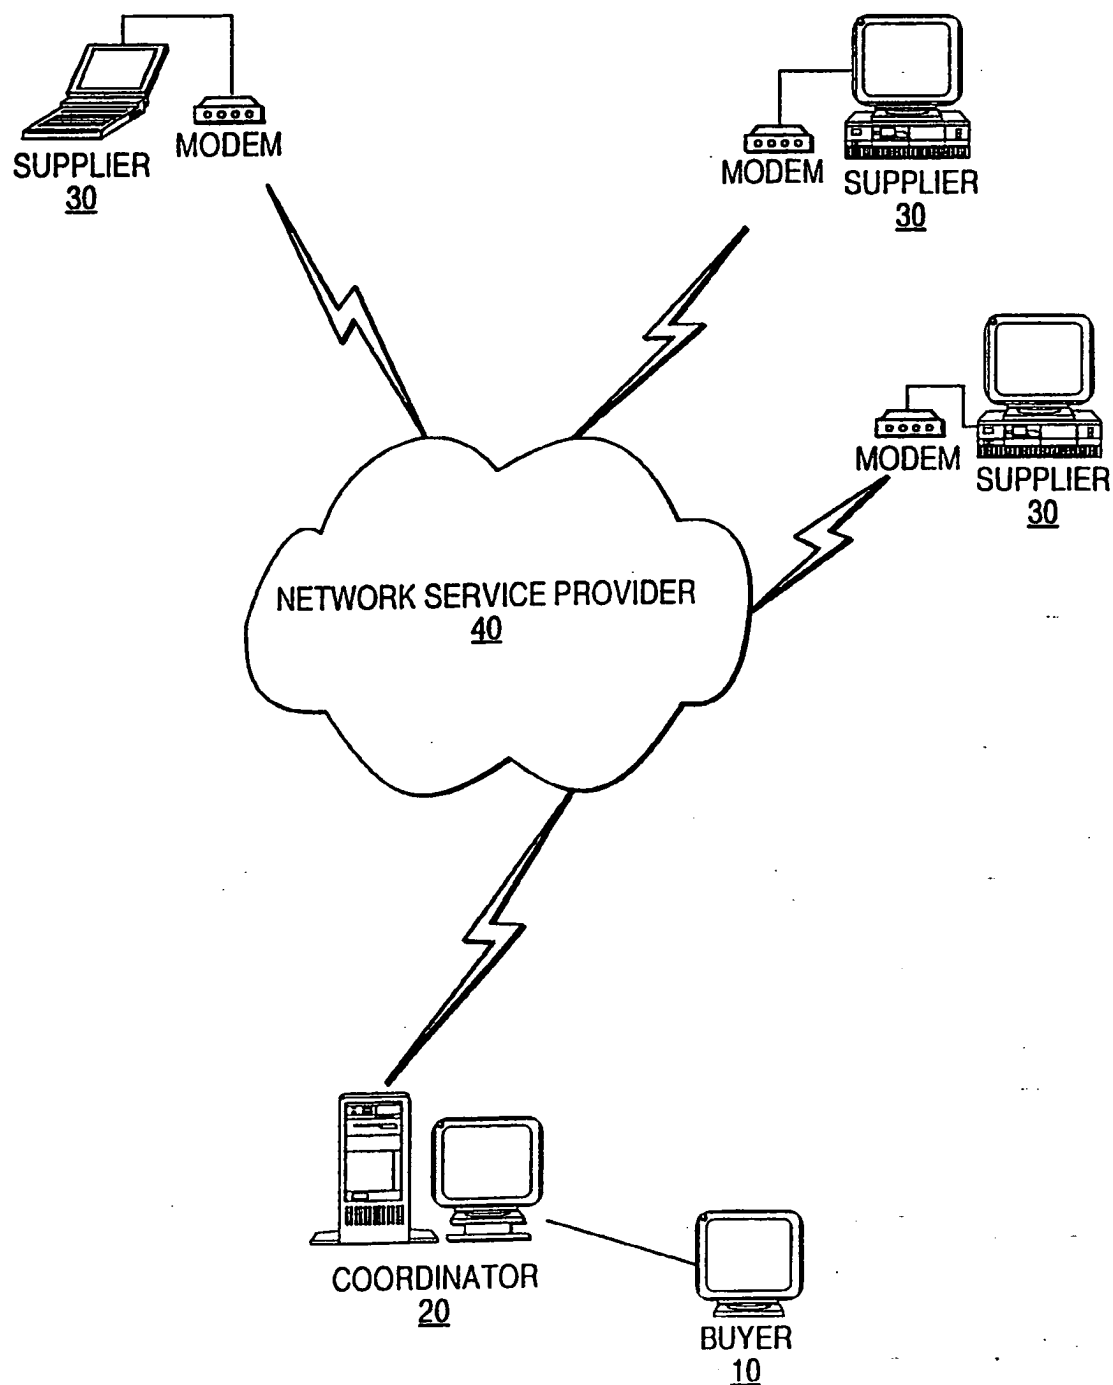 MODEM
SUPPLIER
30
MODEM
SUPPLIER
30
MODEM
SUPPLIER
30
NETWORK SERVICE PROVIDER
40
COORDINATOR
20
BUYER
10